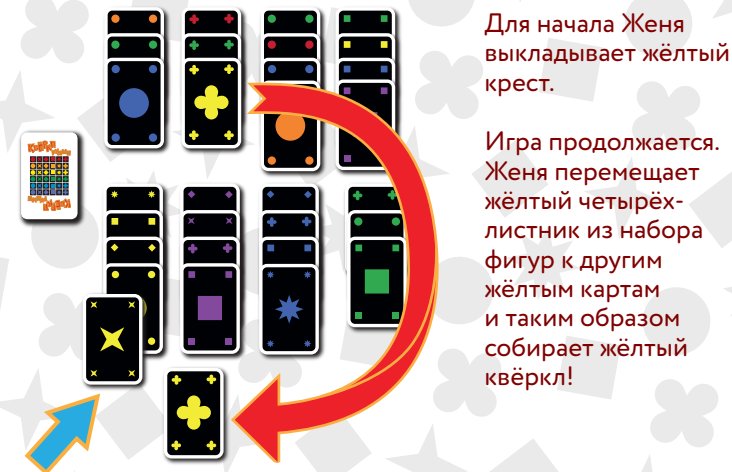 Для начала Женя
выкладывает жёлтый
крест.
Игра продолжается.
Женя перемещает
жёлтый четырёх-
листник из набора
фигур к другим
жёлтым картам
и таким образом
собирает жёлтый
квёркл!